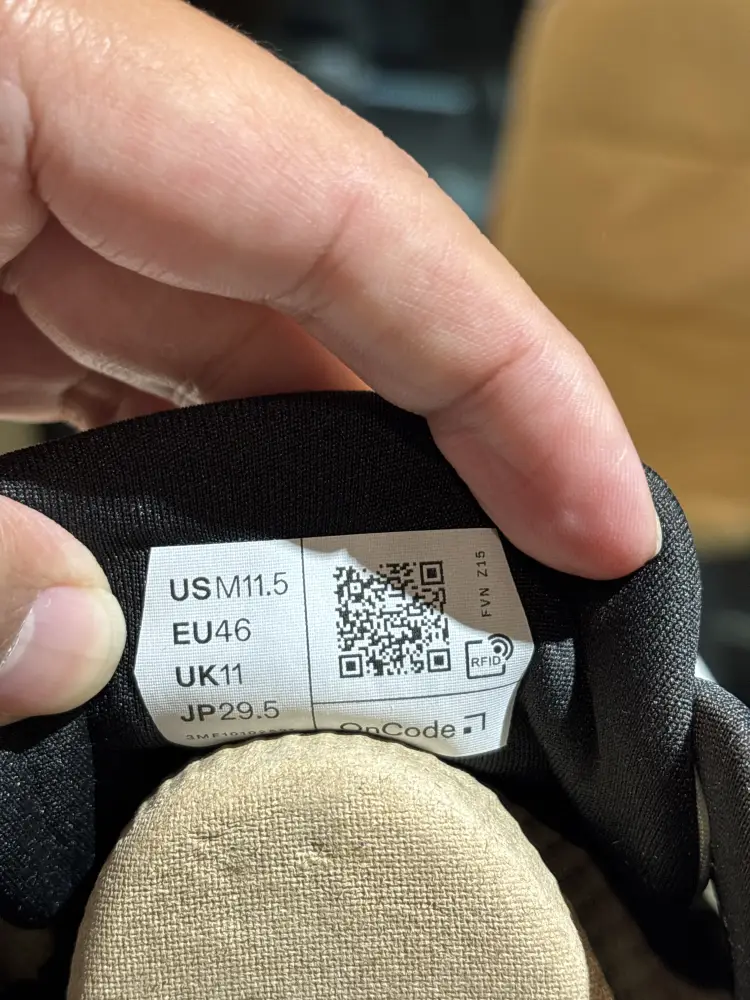 USM11.5
EU46
UK11
JP29.5
FVN Z15
RFID
OnCode